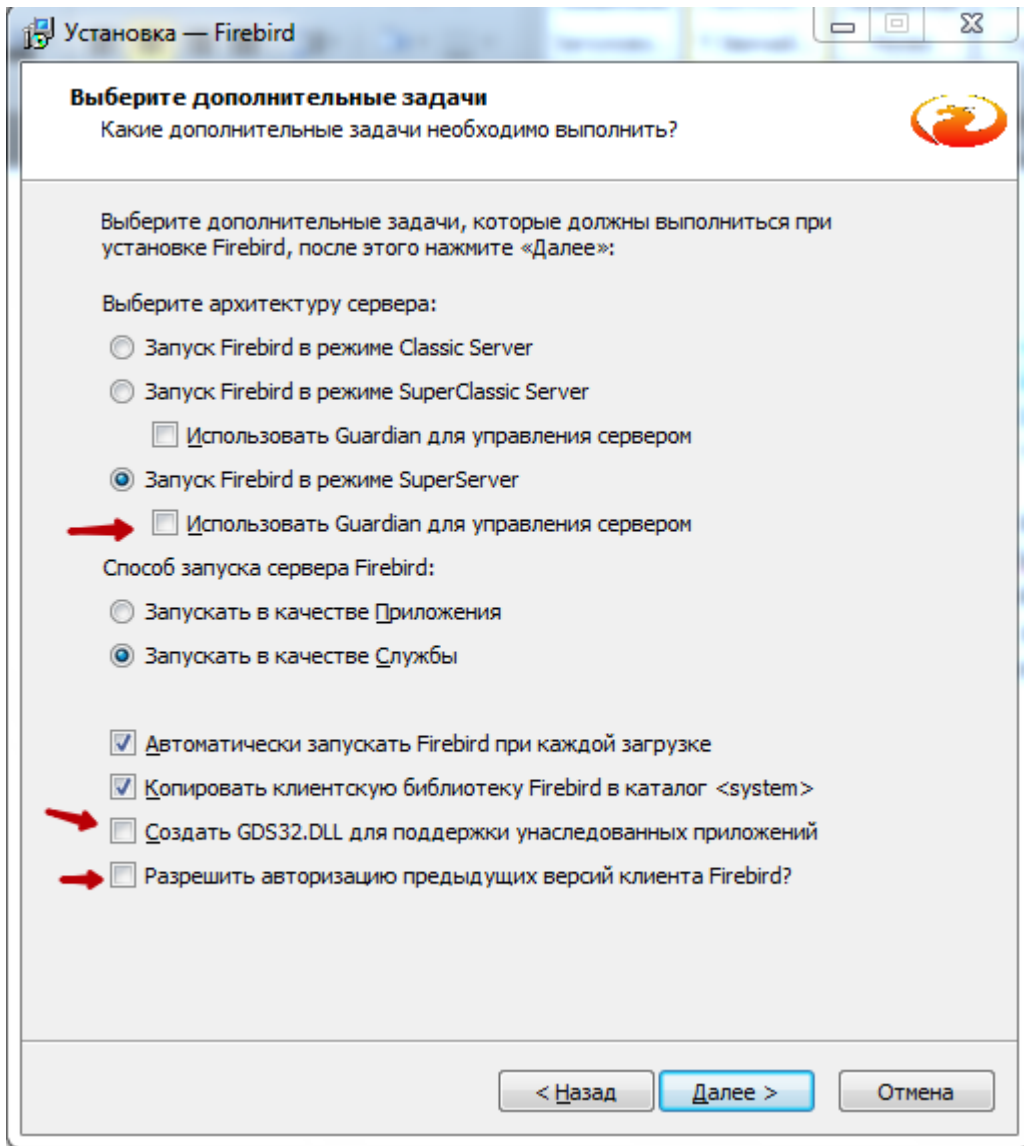 Установка — Firebird
Выберите дополнительные задачи
Какие дополнительные задачи необходимо выполнить?
Выберите дополнительные задачи, которые должны выполниться при
установке Firebird, после этого нажмите «Далее»:
Выберите архитектуру сервера:
Запуск Firebird в режиме Classic Server
Запуск Firebird в режиме SuperClassic Server
Использовать Guardian для управления сервером
Запуск Firebird в режиме SuperServer
Использовать Guardian для управления сервером
Способ запуска сервера Firebird:
Запускать в качестве Приложения
Запускать в качестве Службы
Автоматически запускать Firebird при каждой загрузке
Копировать клиентскую библиотеку Firebird в каталог <system>
Создать GDS32.DLL для поддержки унаследованных приложений
Разрешить авторизацию предыдущих версий клиента Firebird?
< Назад
Далее >
Отмена